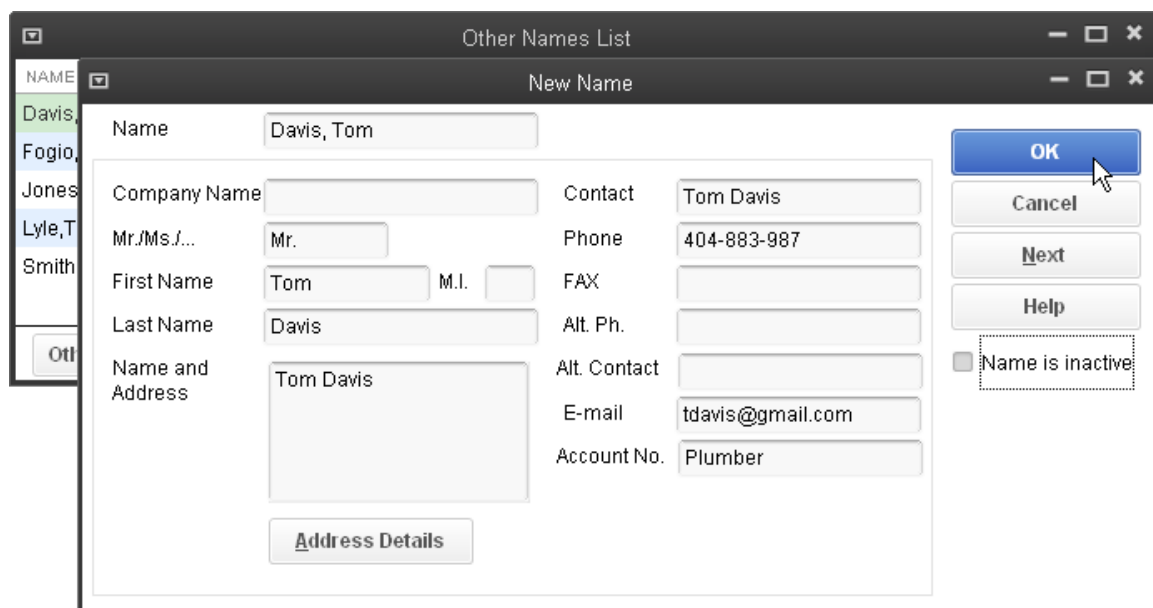 Other Names List
New Name
NAME
Davis,
Fogio,
Jones
Lyle,T
Smith
Oth
Name Davis, Tom
Company Name
Mr./Ms./... Mr.
First Name Tom M.I.
Last Name Davis
Name and
Address
Tom Davis
Address Details
Contact Tom Davis
Phone 404-883-987
FAX
Alt. Ph.
Alt. Contact
E-mail tdavis@gmail.com
Account No. Plumber
OK
Cancel
Next
Help
Name is inactive